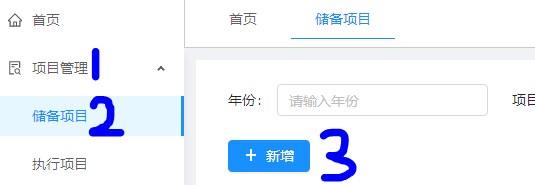 首页
项目管理 1
储备项目 2
执行项目
首页 储备项目
年份： 请输入年份 项目
+ 新增 3